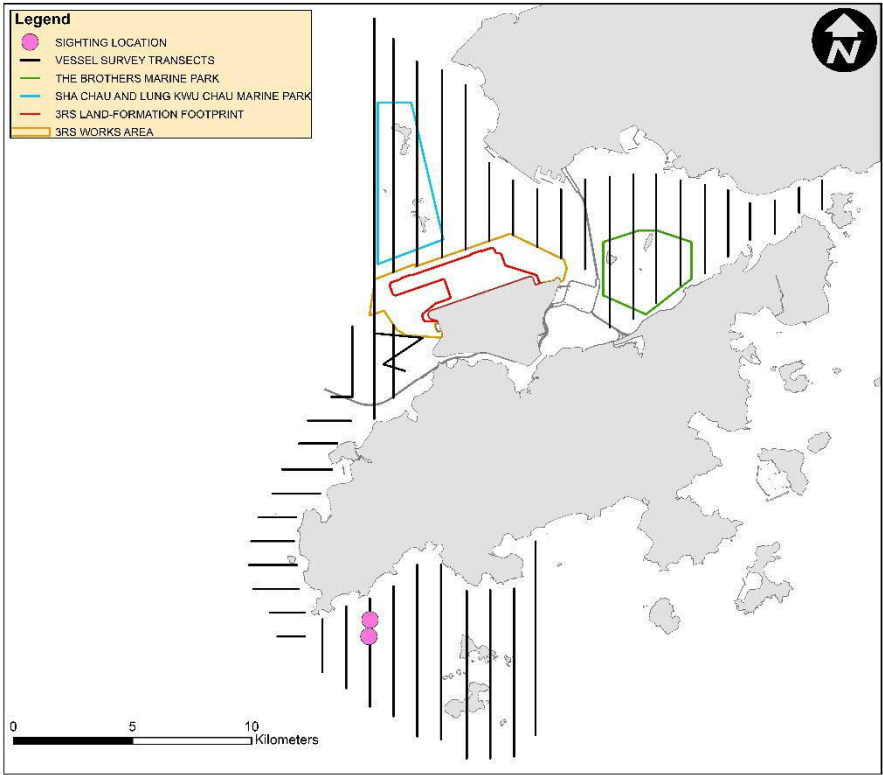 Legend
SIGHTING LOCATION
VESSEL SURVEY TRANSECTS
THE BROTHERS MARINE PARK
SHA CHAU AND LUNG KWU CHAU MARINE PARK
3RS LAND-FORMATION FOOTPRINT
3RS WORKS AREA
N
0 5 10
Kilometers